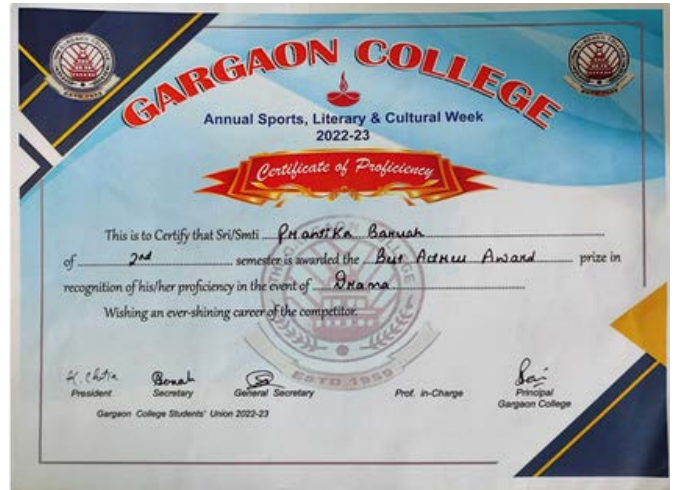 GARGAON COLLEGE
Annual Sports, Literary & Cultural Week
2022-23
Certificate of Proficiency
This is to Certify that Sri/Smti Prantika Baruah
of 2nd semester is awarded the Best Actress Award prize in
recognition of his/her proficiency in the event of Drama
Wishing an ever-shining career of the competitor.
K. Chetia
President Secretary General Secretary Prof. in-Charge Principal
Gargaon College Students' Union 2022-23 Gargaon College
ESTD 1959